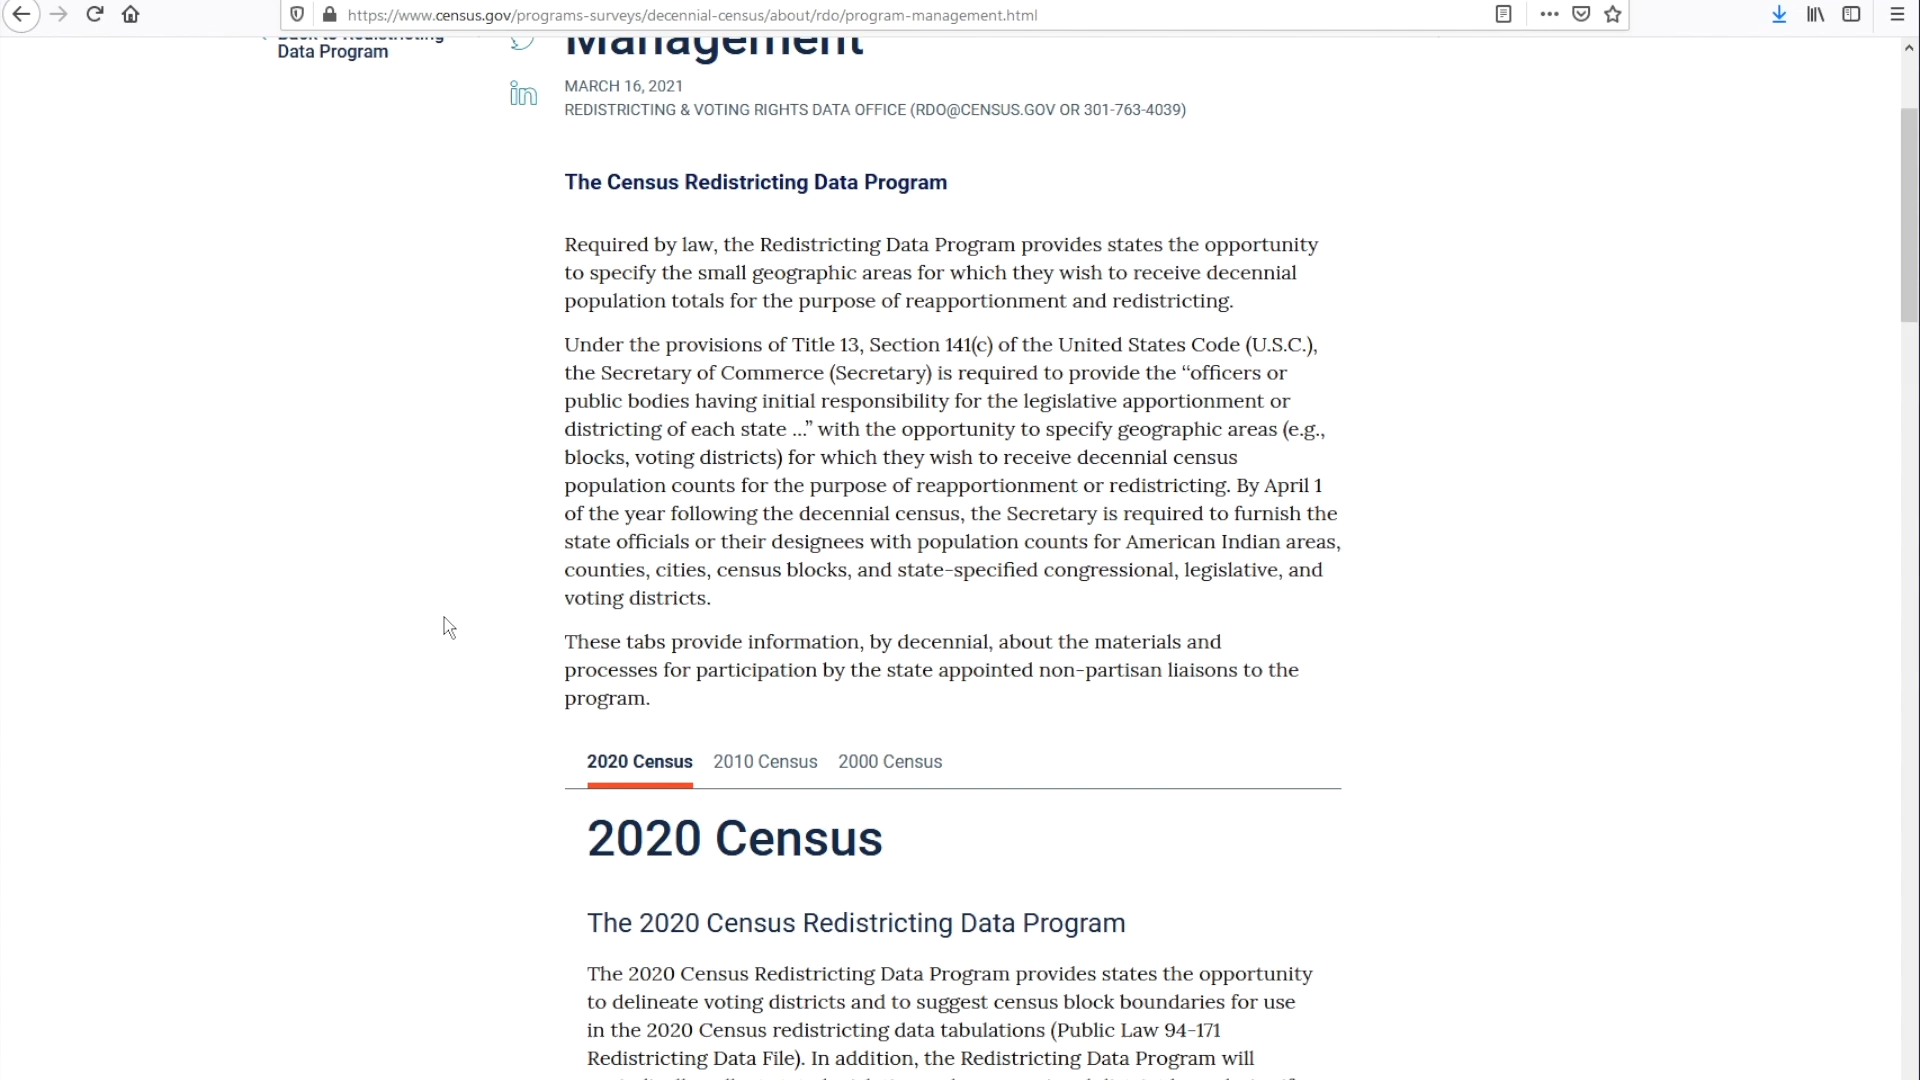 https://www.census.gov/programs-surveys/decennial-census/about/rdo/program-management.html
Back to Redistricting
Data Program
Management
in
MARCH 16, 2021
REDISTRICTING & VOTING RIGHTS DATA OFFICE (RDO@CENSUS.GOV OR 301-763-4039)
The Census Redistricting Data Program
Required by law, the Redistricting Data Program provides states the opportunity
to specify the small geographic areas for which they wish to receive decennial
population totals for the purpose of reapportionment and redistricting.
Under the provisions of Title 13, Section 141(c) of the United States Code (U.S.C.),
the Secretary of Commerce (Secretary) is required to provide the “officers or
public bodies having initial responsibility for the legislative apportionment or
districting of each state ...” with the opportunity to specify geographic areas (e.g.,
blocks, voting districts) for which they wish to receive decennial census
population counts for the purpose of reapportionment or redistricting. By April 1
of the year following the decennial census, the Secretary is required to furnish the
state officials or their designees with population counts for American Indian areas,
counties, cities, census blocks, and state-specified congressional, legislative, and
voting districts.
These tabs provide information, by decennial, about the materials and
processes for participation by the state appointed non-partisan liaisons to the
program.
2020 Census 2010 Census 2000 Census
2020 Census
The 2020 Census Redistricting Data Program
The 2020 Census Redistricting Data Program provides states the opportunity
to delineate voting districts and to suggest census block boundaries for use
in the 2020 Census redistricting data tabulations (Public Law 94-171
Redistricting Data File). In addition, the Redistricting Data Program will